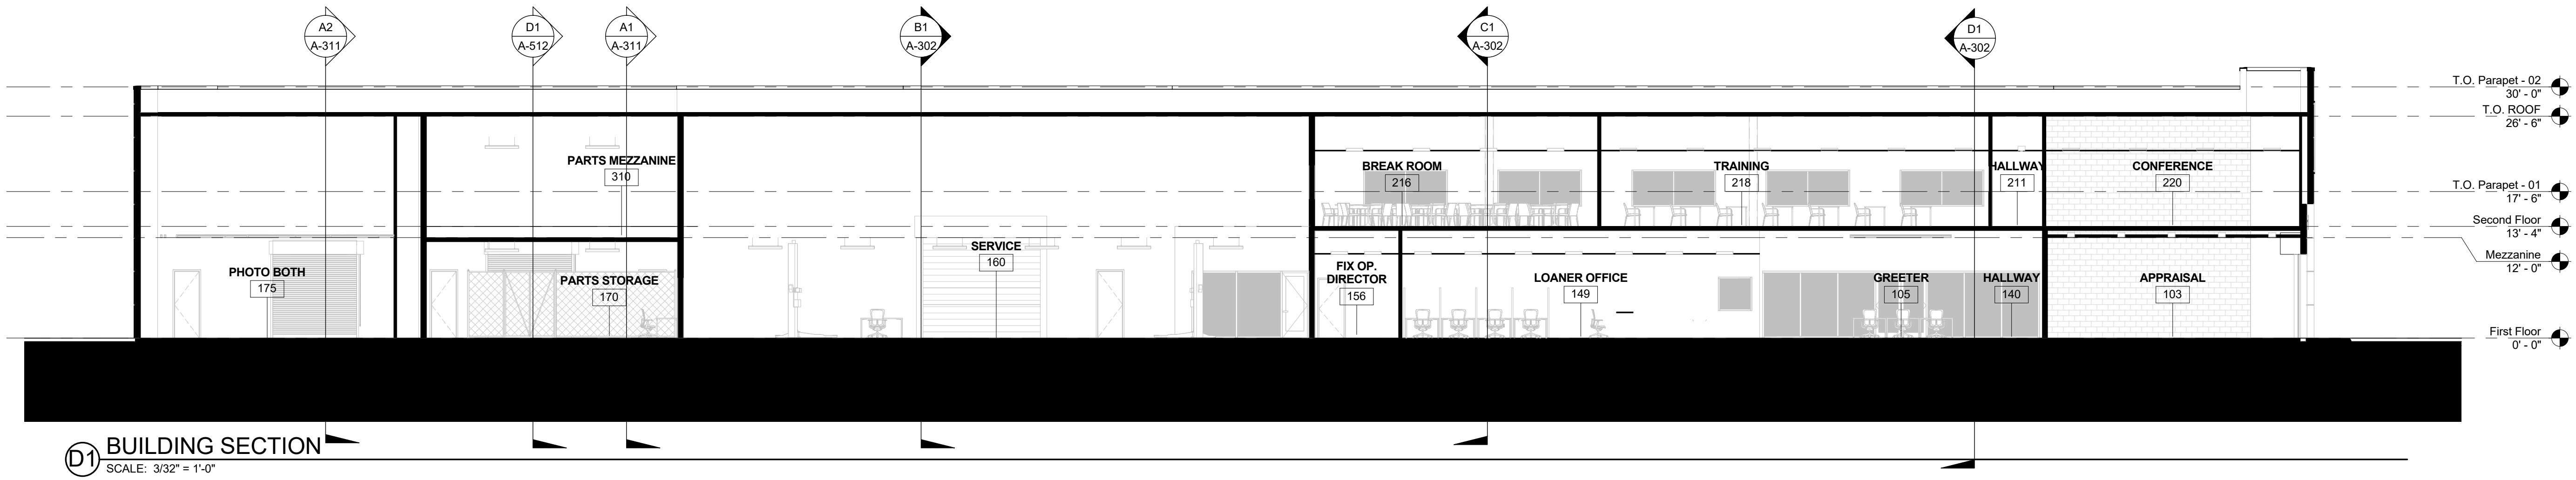 A2
A-311
D1
A-512
A1
A-311
B1
A-302
C1
A-302
D1
A-302
T.O. Parapet - 02
30' - 0"
T.O. ROOF
26' - 6"
PARTS MEZZANINE
310
BREAK ROOM
216
TRAINING
218
HALLWAY
211
CONFERENCE
220
T.O. Parapet - 01
17' - 6"
Second Floor
13' - 4"
Mezzanine
12' - 0"
PHOTO BOTH
175
PARTS STORAGE
170
SERVICE
160
FIX OP.
DIRECTOR
156
LOANER OFFICE
149
GREETER
105
HALLWAY
140
APPRAISAL
103
First Floor
0' - 0"
D1
BUILDING SECTION
SCALE: 3/32" = 1'-0"